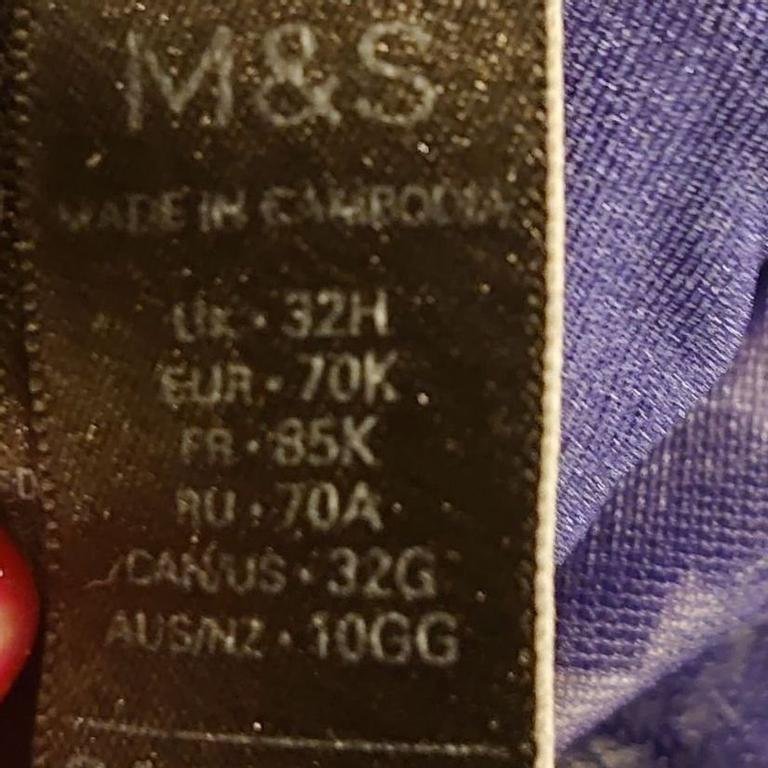 M&S
MADE IN CAMBODIA
UK · 32H
EUR · 70K
FR · 85K
RU · 70A
CAN/US · 32G
AUS/NZ · 10GG